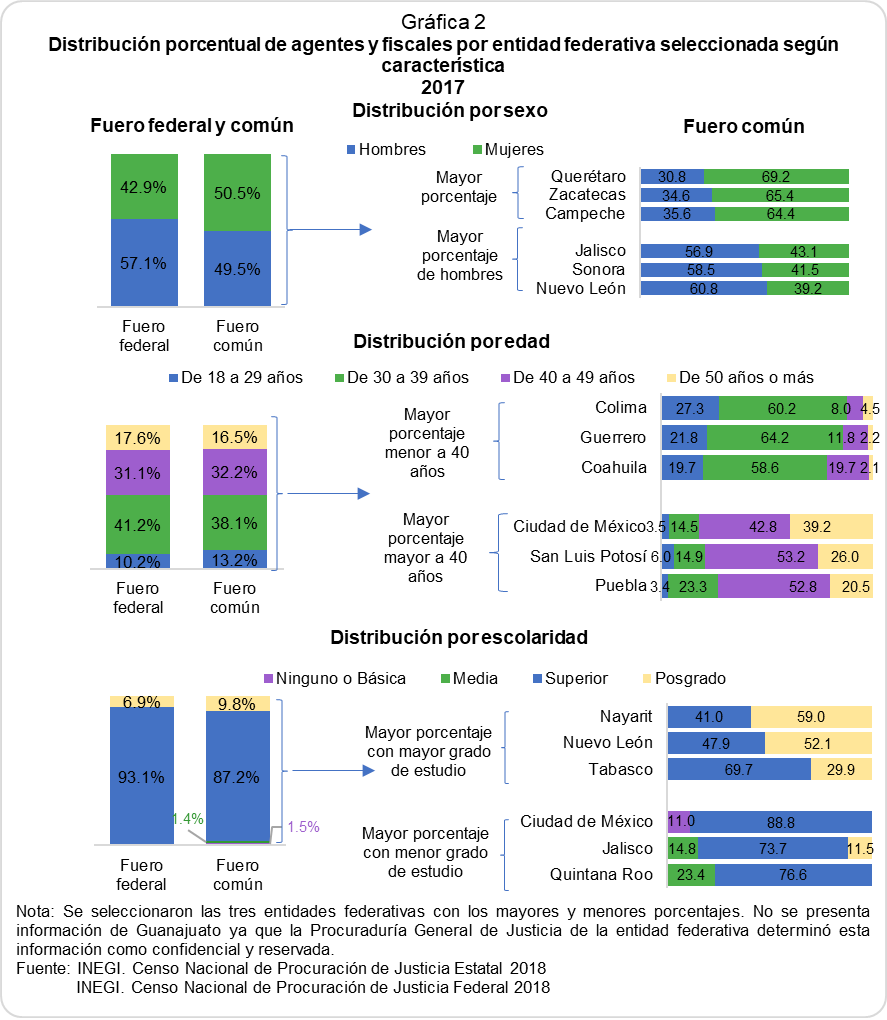 Gráfica 2
Distribución porcentual de agentes y fiscales por entidad federativa seleccionada según
característica
2017
Distribución por sexo
Fuero federal y común
Fuero común
Hombres
Mujeres
42.9%
50.5%
57.1%
49.5%
Fuero
federal
Fuero
común
Mayor
porcentaje
Querétaro 30.8 69.2
Zacatecas 34.6 65.4
Campeche 35.6 64.4
Mayor
porcentaje
de hombres
Jalisco 56.9 43.1
Sonora 58.5 41.5
Nuevo León 60.8 39.2
Distribución por edad
De 18 a 29 años
De 30 a 39 años
De 40 a 49 años
De 50 años o más
17.6%
16.5%
31.1%
32.2%
41.2%
38.1%
10.2%
13.2%
Fuero
federal
Fuero
común
Mayor
porcentaje
menor a 40
años
Colima 27.3 60.2 8.0 4.5
Guerrero 21.8 64.2 11.8 2.2
Coahuila 19.7 58.6 19.7 2.1
Mayor
porcentaje
mayor a 40
años
Ciudad de México 3.5 14.5 42.8 39.2
San Luis Potosí 6.0 14.9 53.2 26.0
Puebla 3.4 23.3 52.8 20.5
Distribución por escolaridad
Ninguno o Básica
Media
Superior
Posgrado
6.9%
9.8%
93.1%
87.2%
1.4%
1.5%
Fuero
federal
Fuero
común
Mayor porcentaje
con mayor grado
de estudio
Nayarit 41.0 59.0
Nuevo León 47.9 52.1
Tabasco 69.7 29.9
Mayor porcentaje
con menor grado
de estudio
Ciudad de México 11.0 88.8
Jalisco 14.8 73.7 11.5
Quintana Roo 23.4 76.6
Nota: Se seleccionaron las tres entidades federativas con los mayores y menores porcentajes. No se presenta
información de Guanajuato ya que la Procuraduría General de Justicia de la entidad federativa determinó esta
información como confidencial y reservada.
Fuente: INEGI. Censo Nacional de Procuración de Justicia Estatal 2018
INEGI. Censo Nacional de Procuración de Justicia Federal 2018